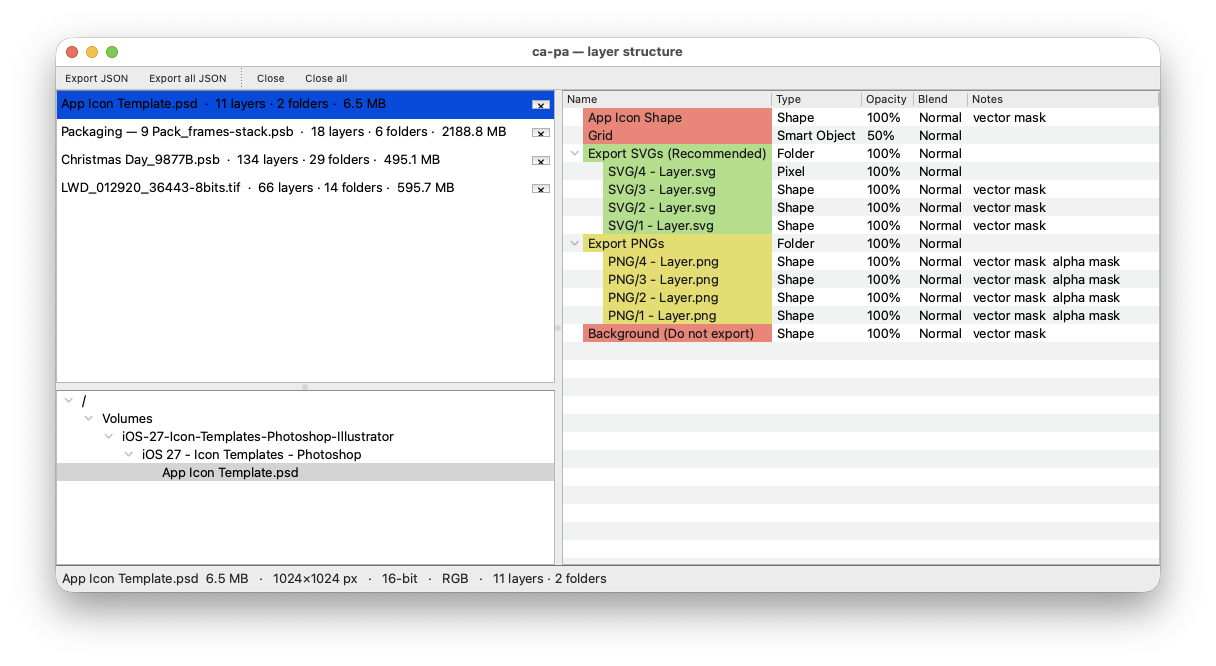 ca-pa — layer structure
Export JSON Export all JSON Close Close all
App Icon Template.psd · 11 layers · 2 folders · 6.5 MB
Packaging — 9 Pack_frames-stack.psb · 18 layers · 6 folders · 2188.8 MB
Christmas Day_9877B.psb · 134 layers · 29 folders · 495.1 MB
LWD_012920_36443-8bits.tif · 66 layers · 14 folders · 595.7 MB
/
Volumes
iOS-27-Icon-Templates-Photoshop-Illustrator
iOS 27 - Icon Templates - Photoshop
App Icon Template.psd
Name Type Opacity Blend Notes
App Icon Shape Shape 100% Normal vector mask
Grid Smart Object 50% Normal
Export SVGs (Recommended) Folder 100% Normal
SVG/4 - Layer.svg Pixel 100% Normal
SVG/3 - Layer.svg Shape 100% Normal vector mask
SVG/2 - Layer.svg Shape 100% Normal vector mask
SVG/1 - Layer.svg Shape 100% Normal vector mask
Export PNGs Folder 100% Normal
PNG/4 - Layer.png Shape 100% Normal vector mask alpha mask
PNG/3 - Layer.png Shape 100% Normal vector mask alpha mask
PNG/2 - Layer.png Shape 100% Normal vector mask alpha mask
PNG/1 - Layer.png Shape 100% Normal vector mask alpha mask
Background (Do not export) Shape 100% Normal vector mask
App Icon Template.psd 6.5 MB · 1024×1024 px · 16-bit · RGB · 11 layers · 2 folders